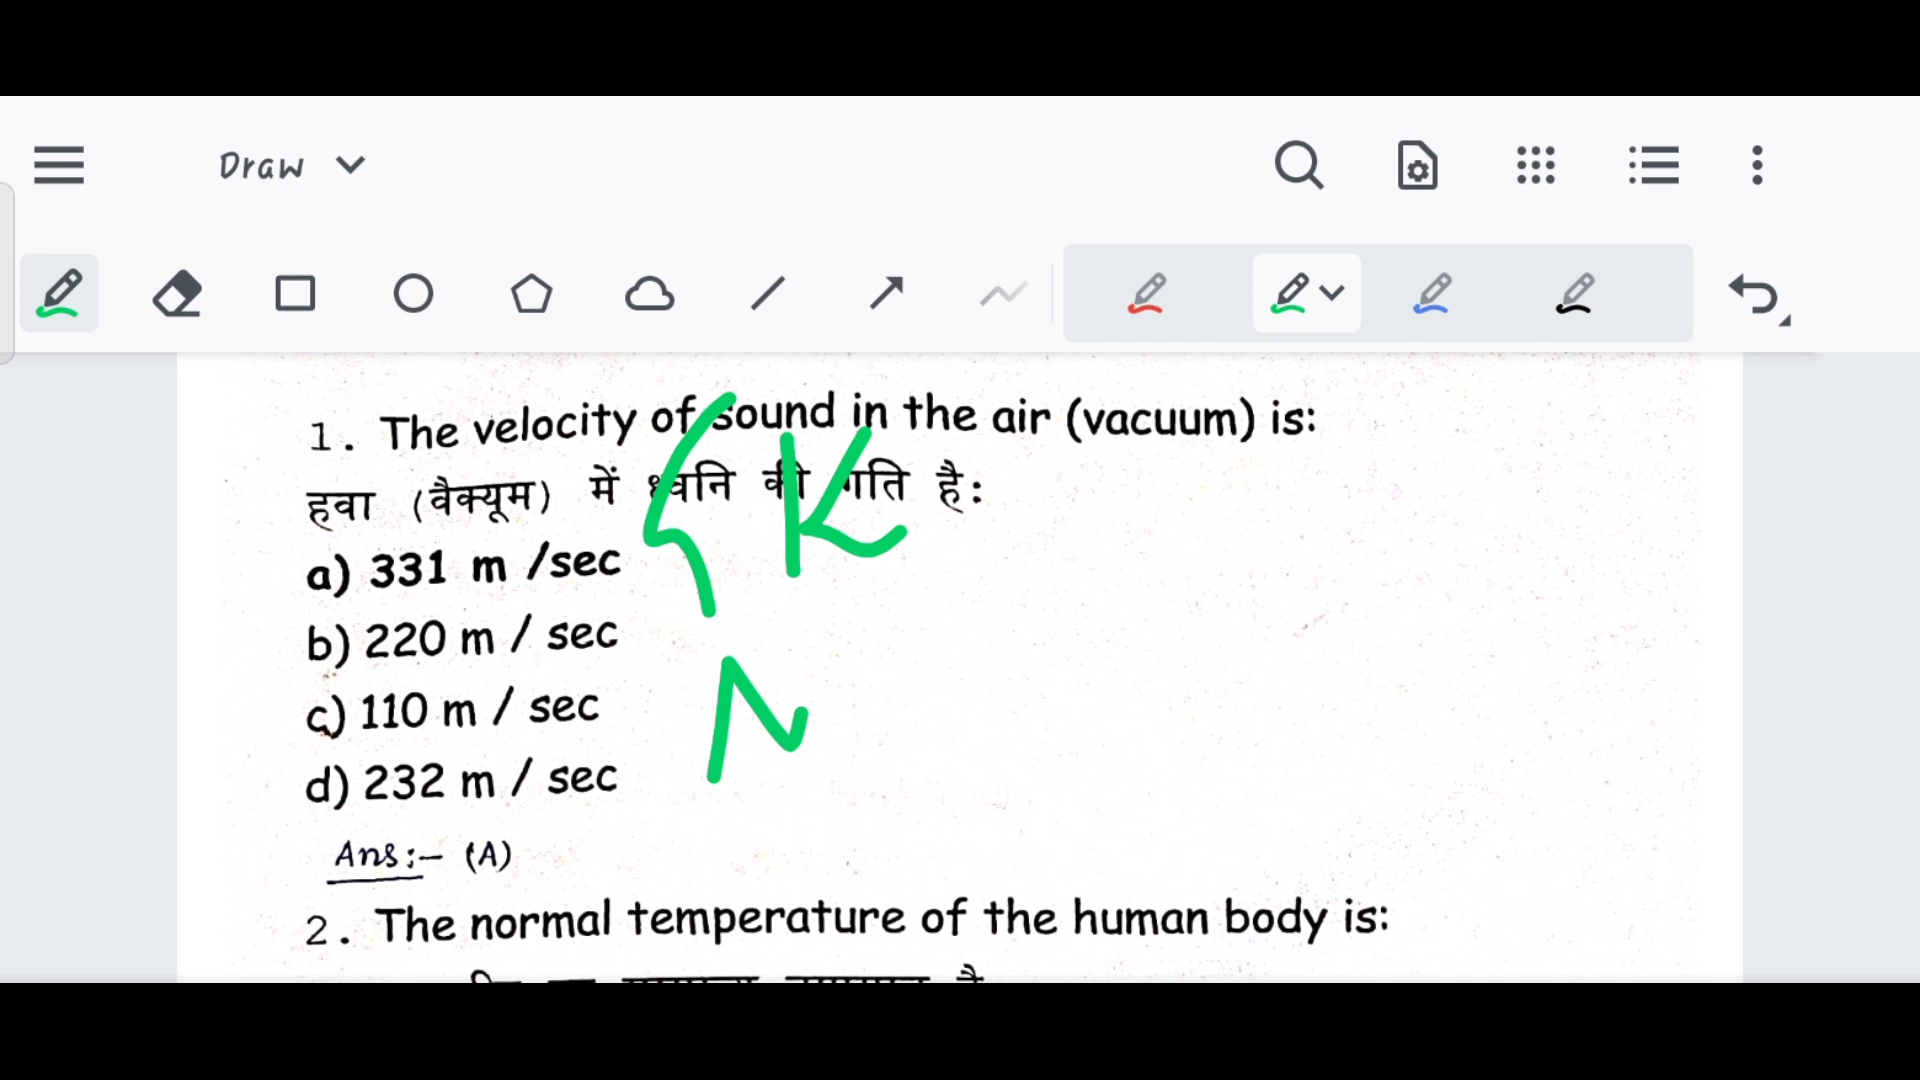 Draw
1. The velocity of sound in the air (vacuum) is:
हवा (वैक्यूम) में ध्वनि की गति है:
a) 331 m /sec
K
b) 220 m / sec
c) 110 m / sec
d) 232 m / sec
Ans:- (A)
2. The normal temperature of the human body is: